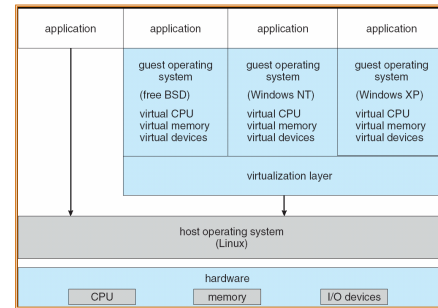 application
application
application
application
guest operating
system
(free BSD)
virtual CPU
virtual memory
virtual devices
guest operating
system
(Windows NT)
virtual CPU
virtual memory
virtual devices
guest operating
system
(Windows XP)
virtual CPU
virtual memory
virtual devices
virtualization layer
host operating system
(Linux)
hardware
CPU
memory
I/O devices